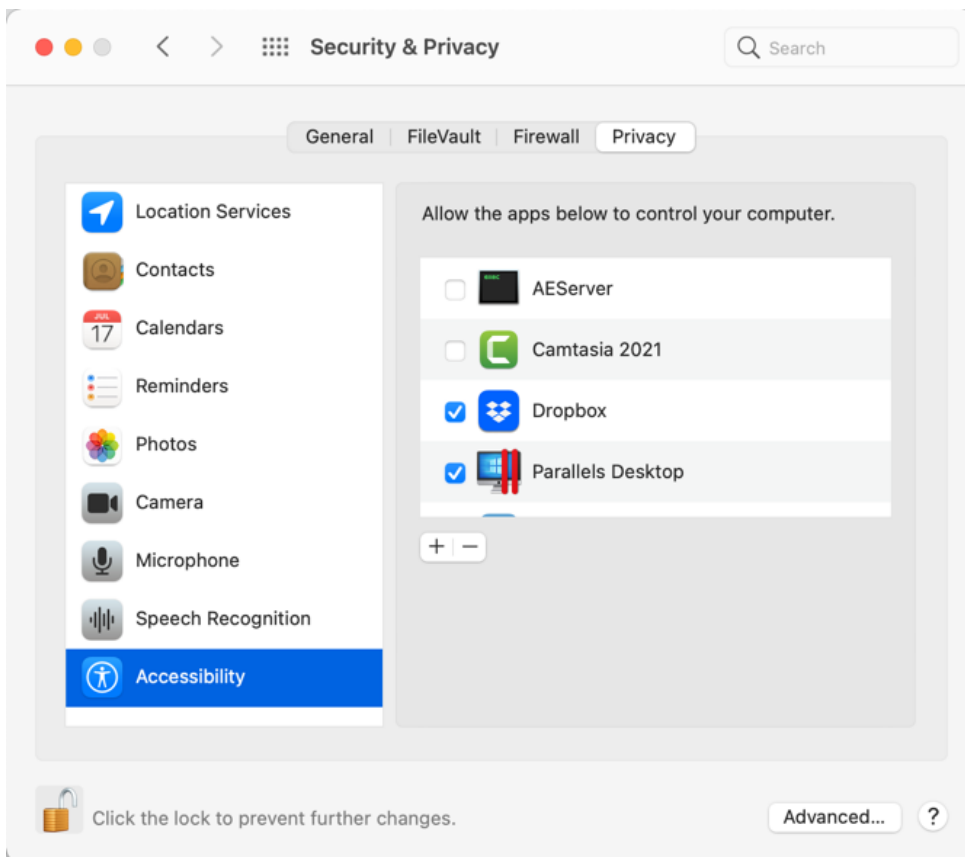 Security & Privacy
Search
General
FileVault
Firewall
Privacy
Location Services
Contacts
JUL
17
Calendars
Reminders
Photos
Camera
Microphone
Speech Recognition
Accessibility
Allow the apps below to control your computer.
AEServer
Camtasia 2021
Dropbox
Parallels Desktop
Click the lock to prevent further changes.
Advanced...
?